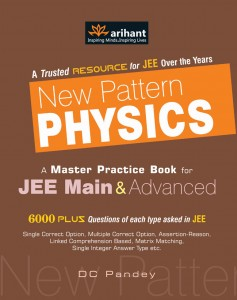 arihant
Inspiring Minds, Inspiring Lives
A Trusted RESOURCE for JEE Over the Years
New Pattern
PHYSICS
A Master Practice Book for
JEE Main & Advanced
6000 PLUS Questions of each type asked in JEE
Single Correct Option, Multiple Correct Option, Assertion-Reason,
Linked Comprehension Based, Matrix Matching,
Single Integer Answer Type etc.
New Patter
DC Pandey